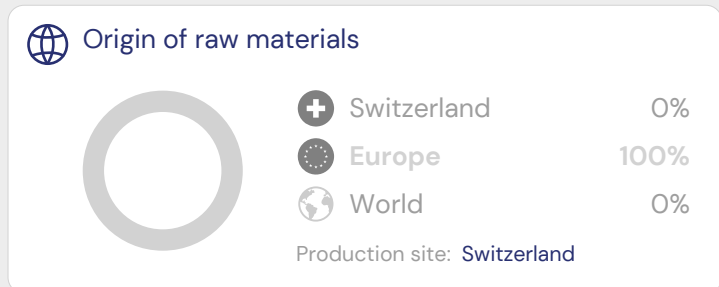 Origin of raw materials
Switzerland 0%
Europe 100%
World 0%
Production site: Switzerland